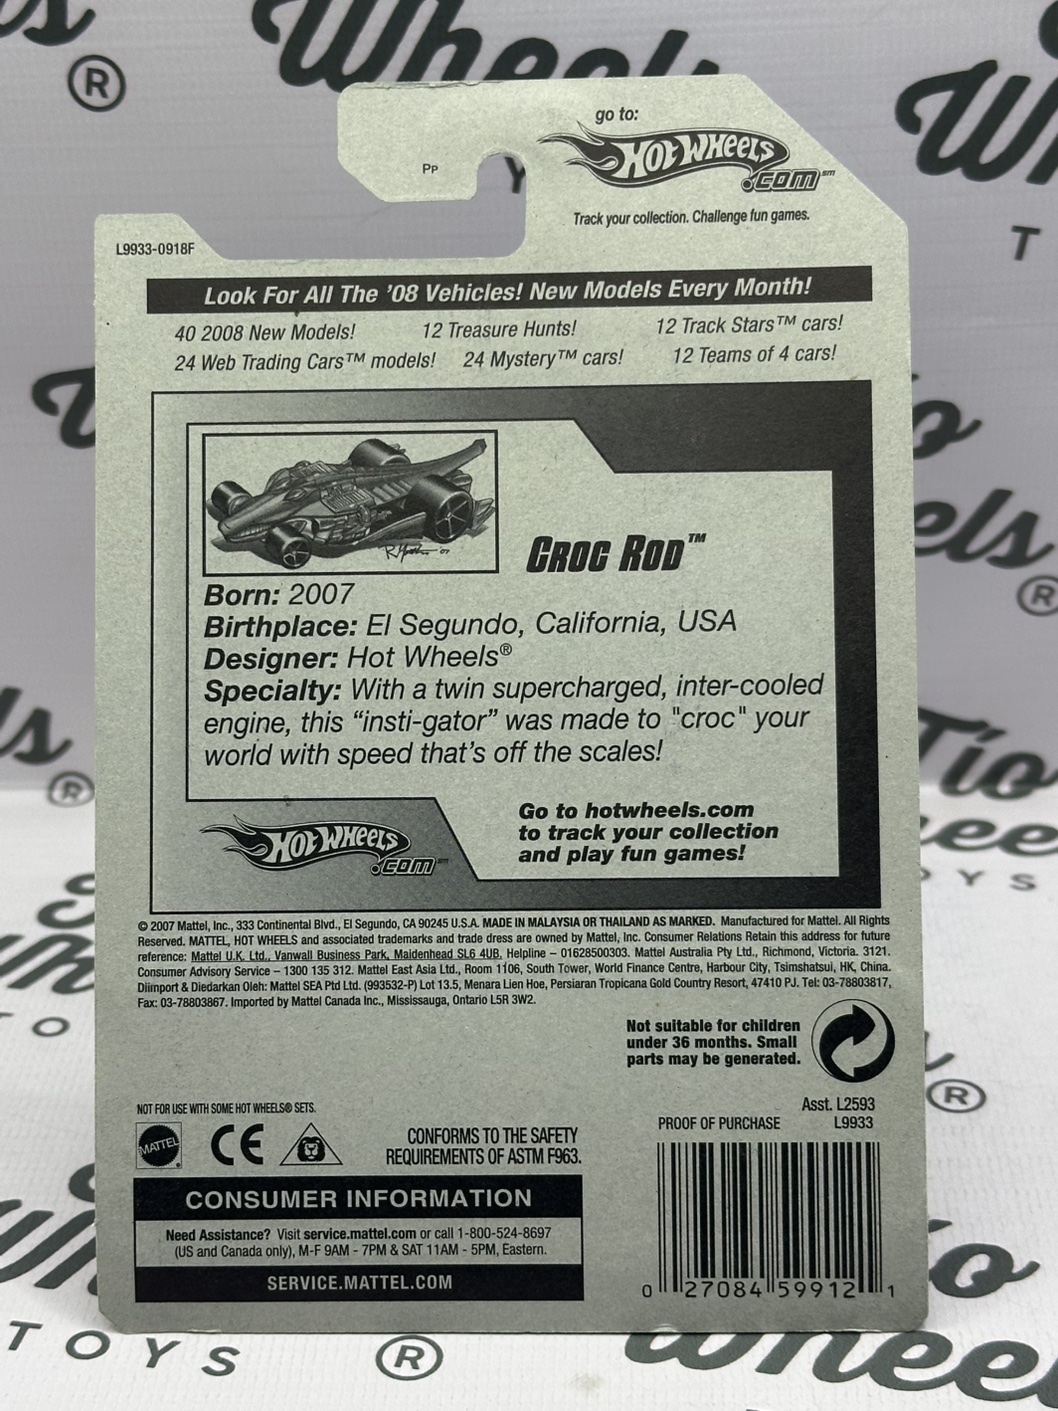 go to:
HOT WHEELS
.COM℠
Track your collection. Challenge fun games.
Pp
L9933-0918F
Look For All The '08 Vehicles! New Models Every Month!
40 2008 New Models! 12 Treasure Hunts! 12 Track Stars™ cars!
24 Web Trading Cars™ models! 24 Mystery™ cars! 12 Teams of 4 cars!
CROC ROD™
Born: 2007
Birthplace: El Segundo, California, USA
Designer: Hot Wheels®
Specialty: With a twin supercharged, inter-cooled
engine, this “insti-gator” was made to "croc" your
world with speed that’s off the scales!
HOT WHEELS
.COM℠
Go to hotwheels.com
to track your collection
and play fun games!
© 2007 Mattel, Inc., 333 Continental Blvd., El Segundo, CA 90245 U.S.A. MADE IN MALAYSIA OR THAILAND AS MARKED. Manufactured for Mattel. All Rights
Reserved. MATTEL, HOT WHEELS and associated trademarks and trade dress are owned by Mattel, Inc. Consumer Relations Retain this address for future
reference: Mattel U.K. Ltd., Vanwall Business Park, Maidenhead SL6 4UB. Helpline – 01628500303. Mattel Australia Pty Ltd., Richmond, Victoria. 3121.
Consumer Advisory Service – 1300 135 312. Mattel East Asia Ltd., Room 1106, South Tower, World Finance Centre, Harbour City, Tsimshatsui, HK, China.
Diimport & Diedarkan Oleh: Mattel SEA Ptd Ltd. (993532-P) Lot 13.5, Menara Lien Hoe, Persiaran Tropicana Gold Country Resort, 47410 PJ. Tel: 03-78803817,
Fax: 03-78803867. Imported by Mattel Canada Inc., Mississauga, Ontario L5R 3W2.
Not suitable for children
under 36 months. Small
parts may be generated.
Asst. L2593
PROOF OF PURCHASE L9933
NOT FOR USE WITH SOME HOT WHEELS® SETS.
MATTEL
CE
CONFORMS TO THE SAFETY
REQUIREMENTS OF ASTM F963.
CONSUMER INFORMATION
Need Assistance? Visit service.mattel.com or call 1-800-524-8697
(US and Canada only), M-F 9AM - 7PM & SAT 11AM - 5PM, Eastern.
SERVICE.MATTEL.COM
0 27084 59912 1
Wheels
®
TOYS
®